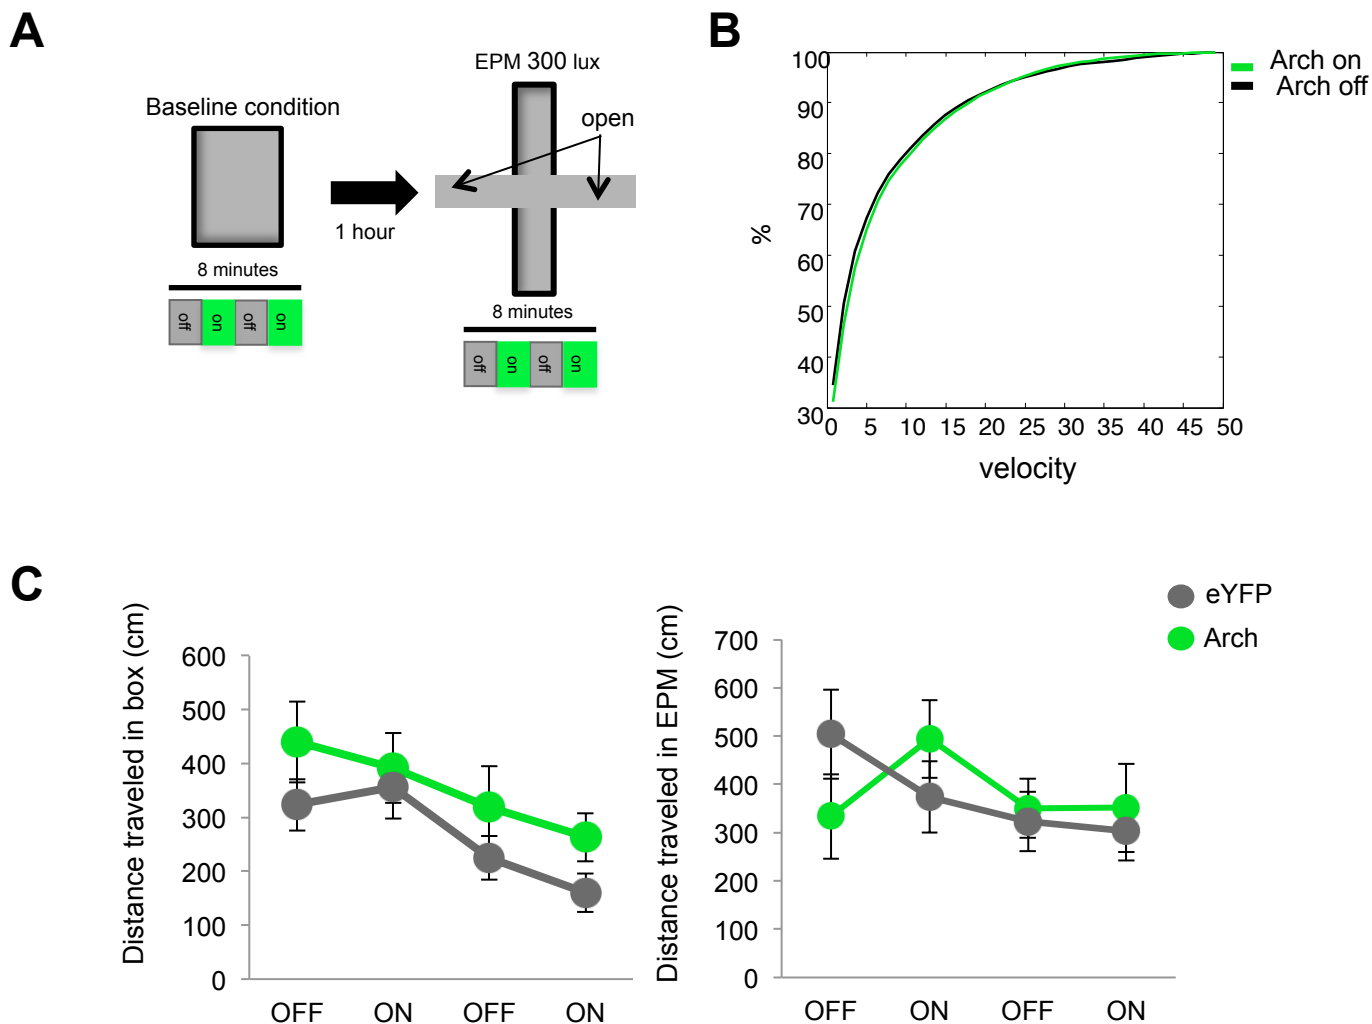 A
Baseline condition
8 minutes
off on off on
1 hour
EPM 300 lux
open
8 minutes
off on off on
B
%
100
90
80
70
60
50
40
30
0 5 10 15 20 25 30 35 40 45 50
velocity
Arch on
Arch off
C
Distance traveled in box (cm)
600
500
400
300
200
100
0
OFF ON OFF ON
Distance traveled in EPM (cm)
700
600
500
400
300
200
100
0
OFF ON OFF ON
eYFP
Arch